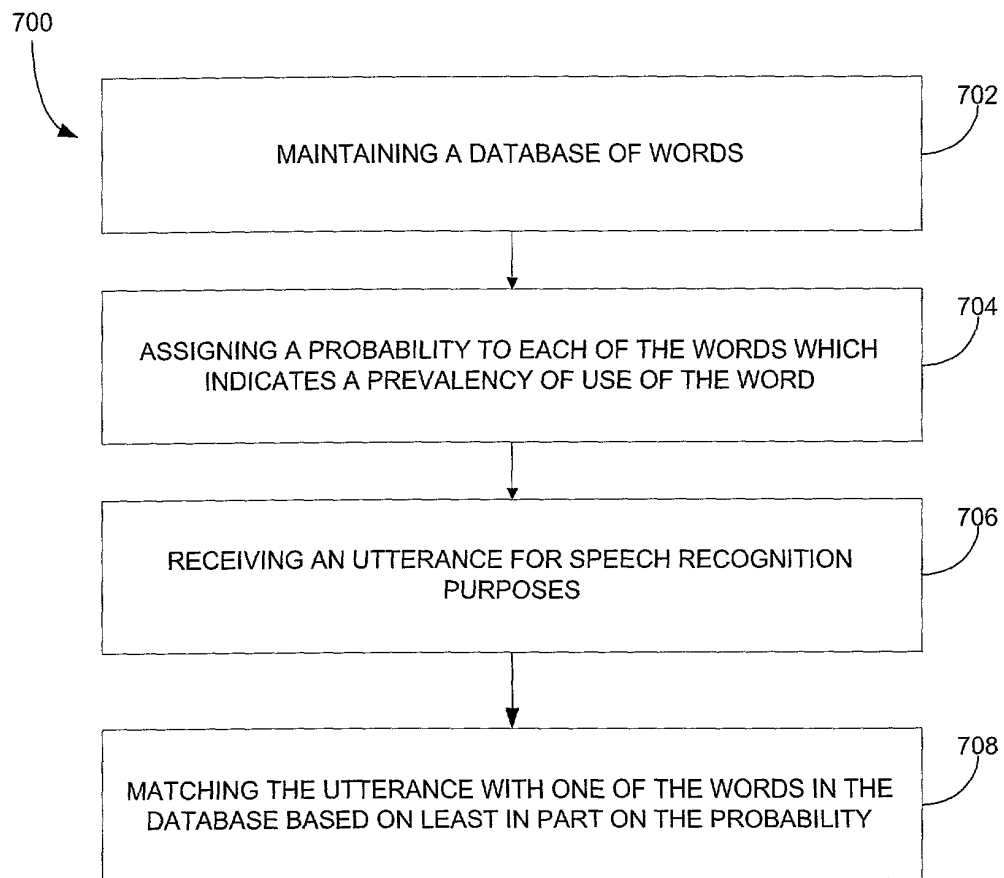 700
702
MAINTAINING A DATABASE OF WORDS
704
ASSIGNING A PROBABILITY TO EACH OF THE WORDS WHICH
INDICATES A PREVALENCY OF USE OF THE WORD
706
RECEIVING AN UTTERANCE FOR SPEECH RECOGNITION
PURPOSES
708
MATCHING THE UTTERANCE WITH ONE OF THE WORDS IN THE
DATABASE BASED ON LEAST IN PART ON THE PROBABILITY